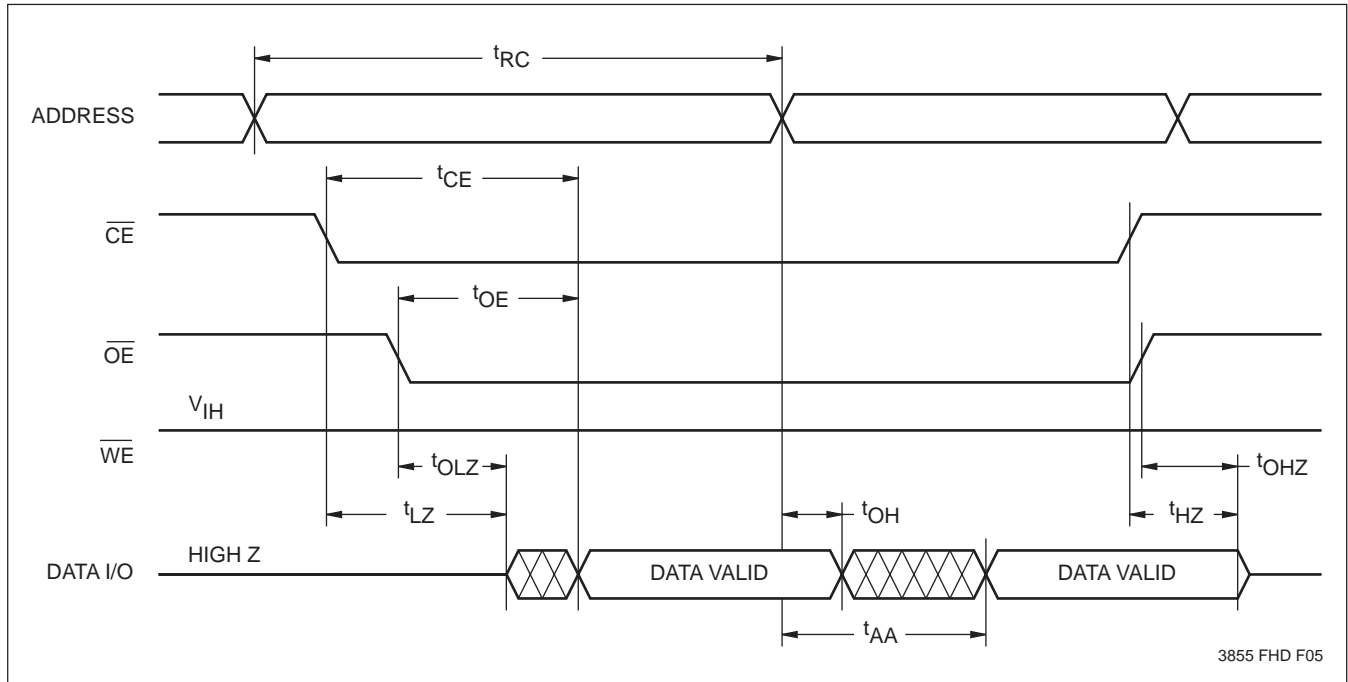 tRC
ADDRESS
tCE
CE
tOE
OE
VIH
WE
tOLZ
tOHZ
tLZ
tOH
tHZ
HIGH Z
DATA I/O
DATA VALID
DATA VALID
tAA
3855 FHD F05